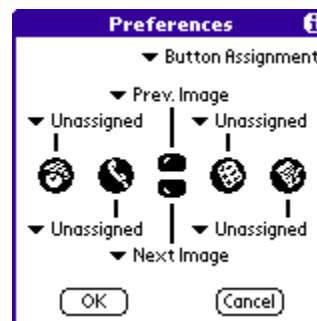 Preferences
Button Assignment
Prev. Image
Unassigned Unassigned
Unassigned Unassigned
Next Image
OK Cancel